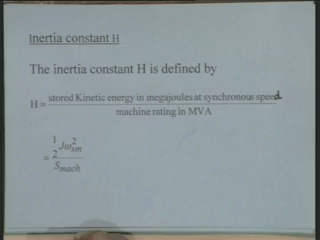 Inertia constant H
The inertia constant H is defined by
H = stored Kinetic energy in megajoules at synchronous speed / machine rating in MVA
= 1/2 Jω²sm / Smach